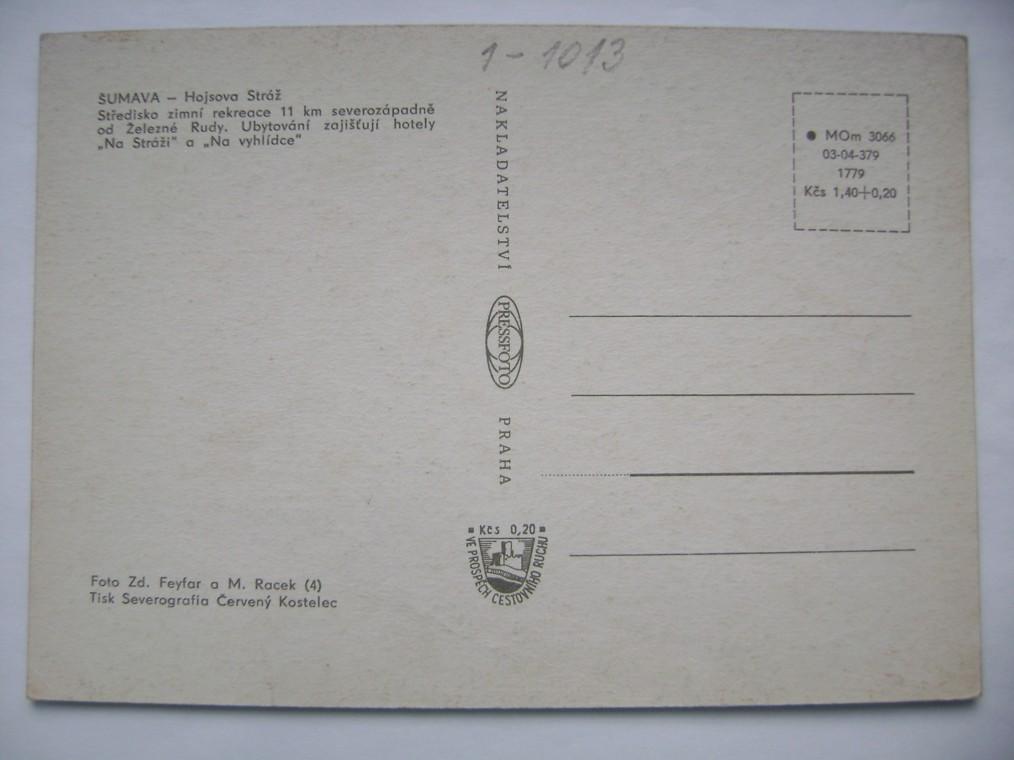 1 - 1013
ŠUMAVA – Hojsova Stráž
Středisko zimní rekreace 11 km severozápadně
od Železné Rudy. Ubytování zajišťují hotely
„Na Stráži“ a „Na vyhlídce“
NAKLADATELSTVÍ
PRESSFOTO
PRAHA
● MOm 3066
03-04-379
1779
Kčs 1,40+0,20
Kčs 0,20
VE PROSPĚCH CESTOVNÍHO RUCHU
Foto Zd. Feyfar a M. Racek (4)
Tisk Severografia Červený Kostelec